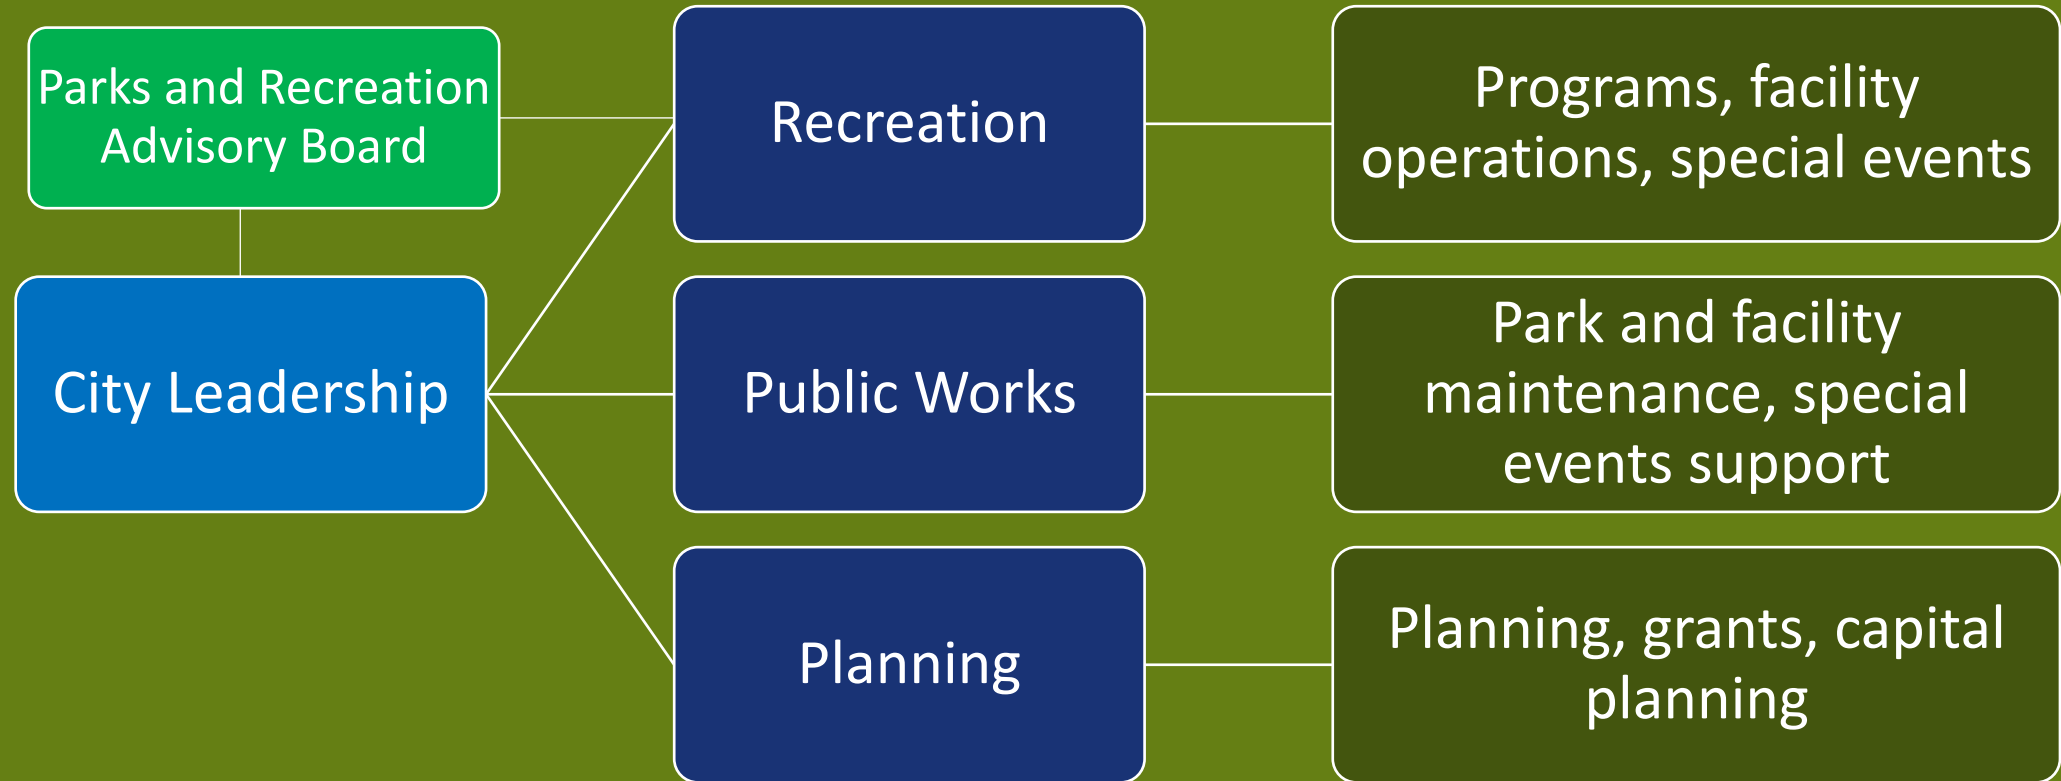 Parks and Recreation
Advisory Board
Recreation
Programs, facility
operations, special events
City Leadership
Public Works
Park and facility
maintenance, special
events support
Planning
Planning, grants, capital
planning